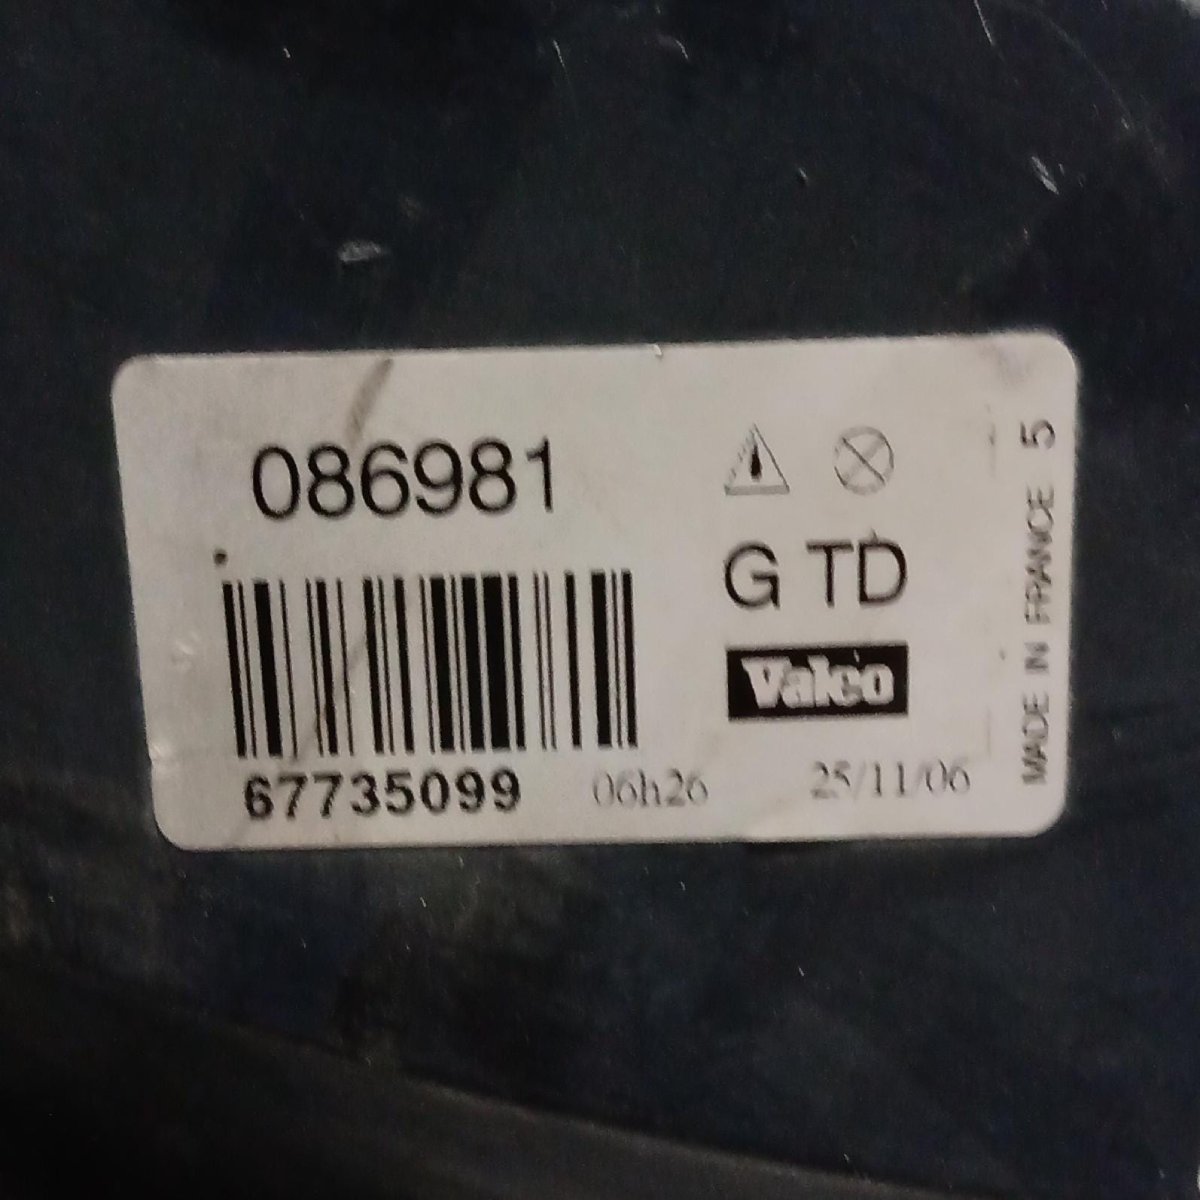 086981
G TD
Valeo
67735099 06h26 25/11/06
MADE IN FRANCE 5